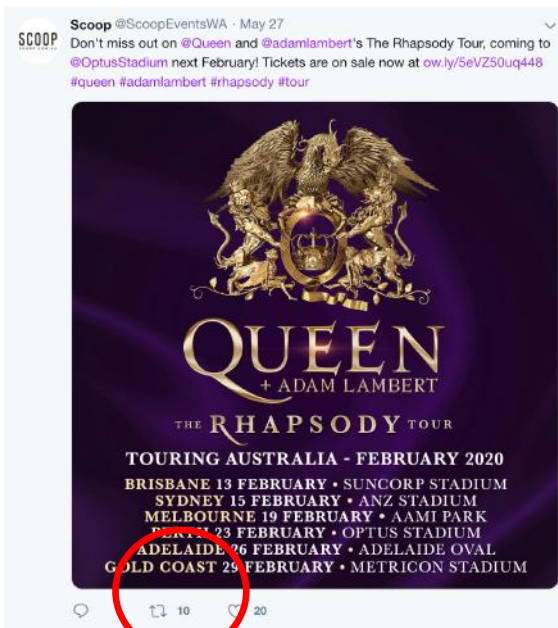 Scoop @ScoopEventsWA · May 27
SCOOP
Don't miss out on @Queen and @adamlambert's The Rhapsody Tour, coming to
@OptusStadium next February! Tickets are on sale now at ow.ly/5eVZ50uq448
#queen #adamlambert #rhapsody #tour
QUEEN
+ ADAM LAMBERT
THE RHAPSODY TOUR
TOURING AUSTRALIA - FEBRUARY 2020
BRISBANE 13 FEBRUARY • SUNCORP STADIUM
SYDNEY 15 FEBRUARY • ANZ STADIUM
MELBOURNE 19 FEBRUARY • AAMI PARK
PERTH 23 FEBRUARY • OPTUS STADIUM
ADELAIDE 26 FEBRUARY • ADELAIDE OVAL
GOLD COAST 29 FEBRUARY • METRICON STADIUM
10 20